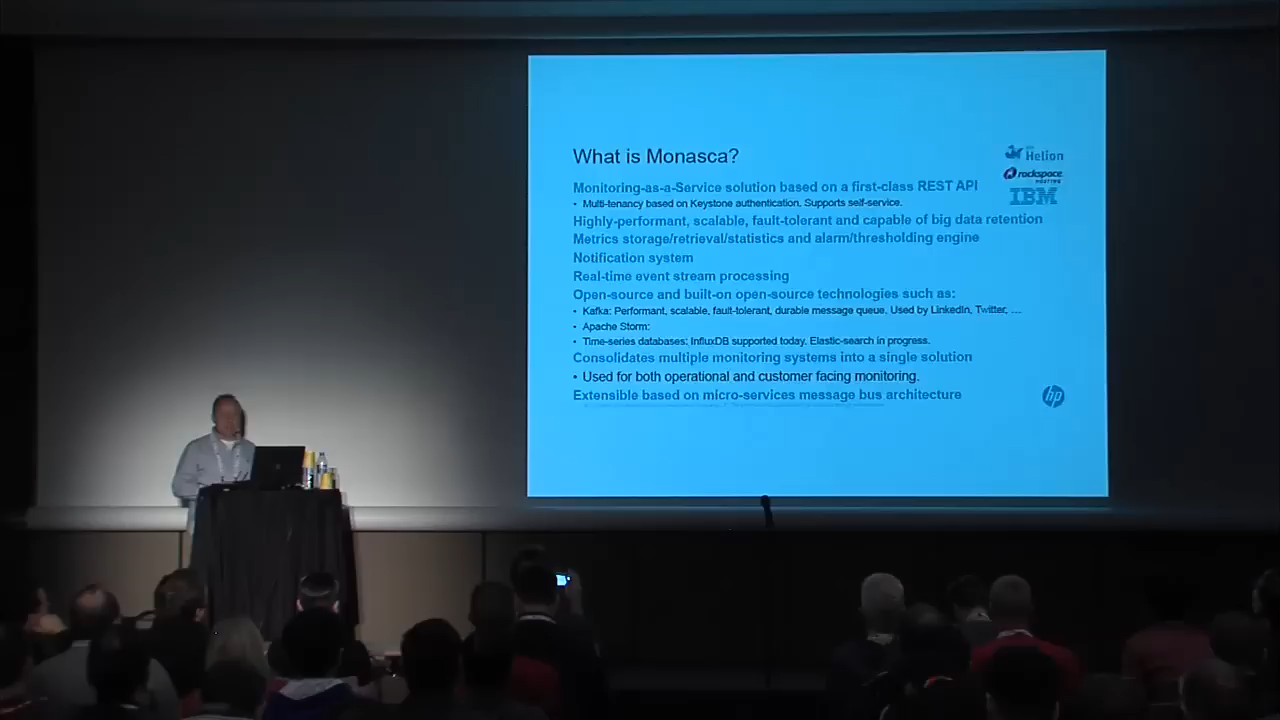 What is Monasca?
Helion
rackspace
HOSTING
IBM
Monitoring-as-a-Service solution based on a first-class REST API
• Multi-tenancy based on Keystone authentication. Supports self-service.
Highly-performant, scalable, fault-tolerant and capable of big data retention
Metrics storage/retrieval/statistics and alarm/thresholding engine
Notification system
Real-time event stream processing
Open-source and built-on open-source technologies such as:
• Kafka: Performant, scalable, fault-tolerant, durable message queue. Used by LinkedIn, Twitter, …
• Apache Storm:
• Time-series databases: InfluxDB supported today. Elastic-search in progress.
Consolidates multiple monitoring systems into a single solution
• Used for both operational and customer facing monitoring.
Extensible based on micro-services message bus architecture
hp